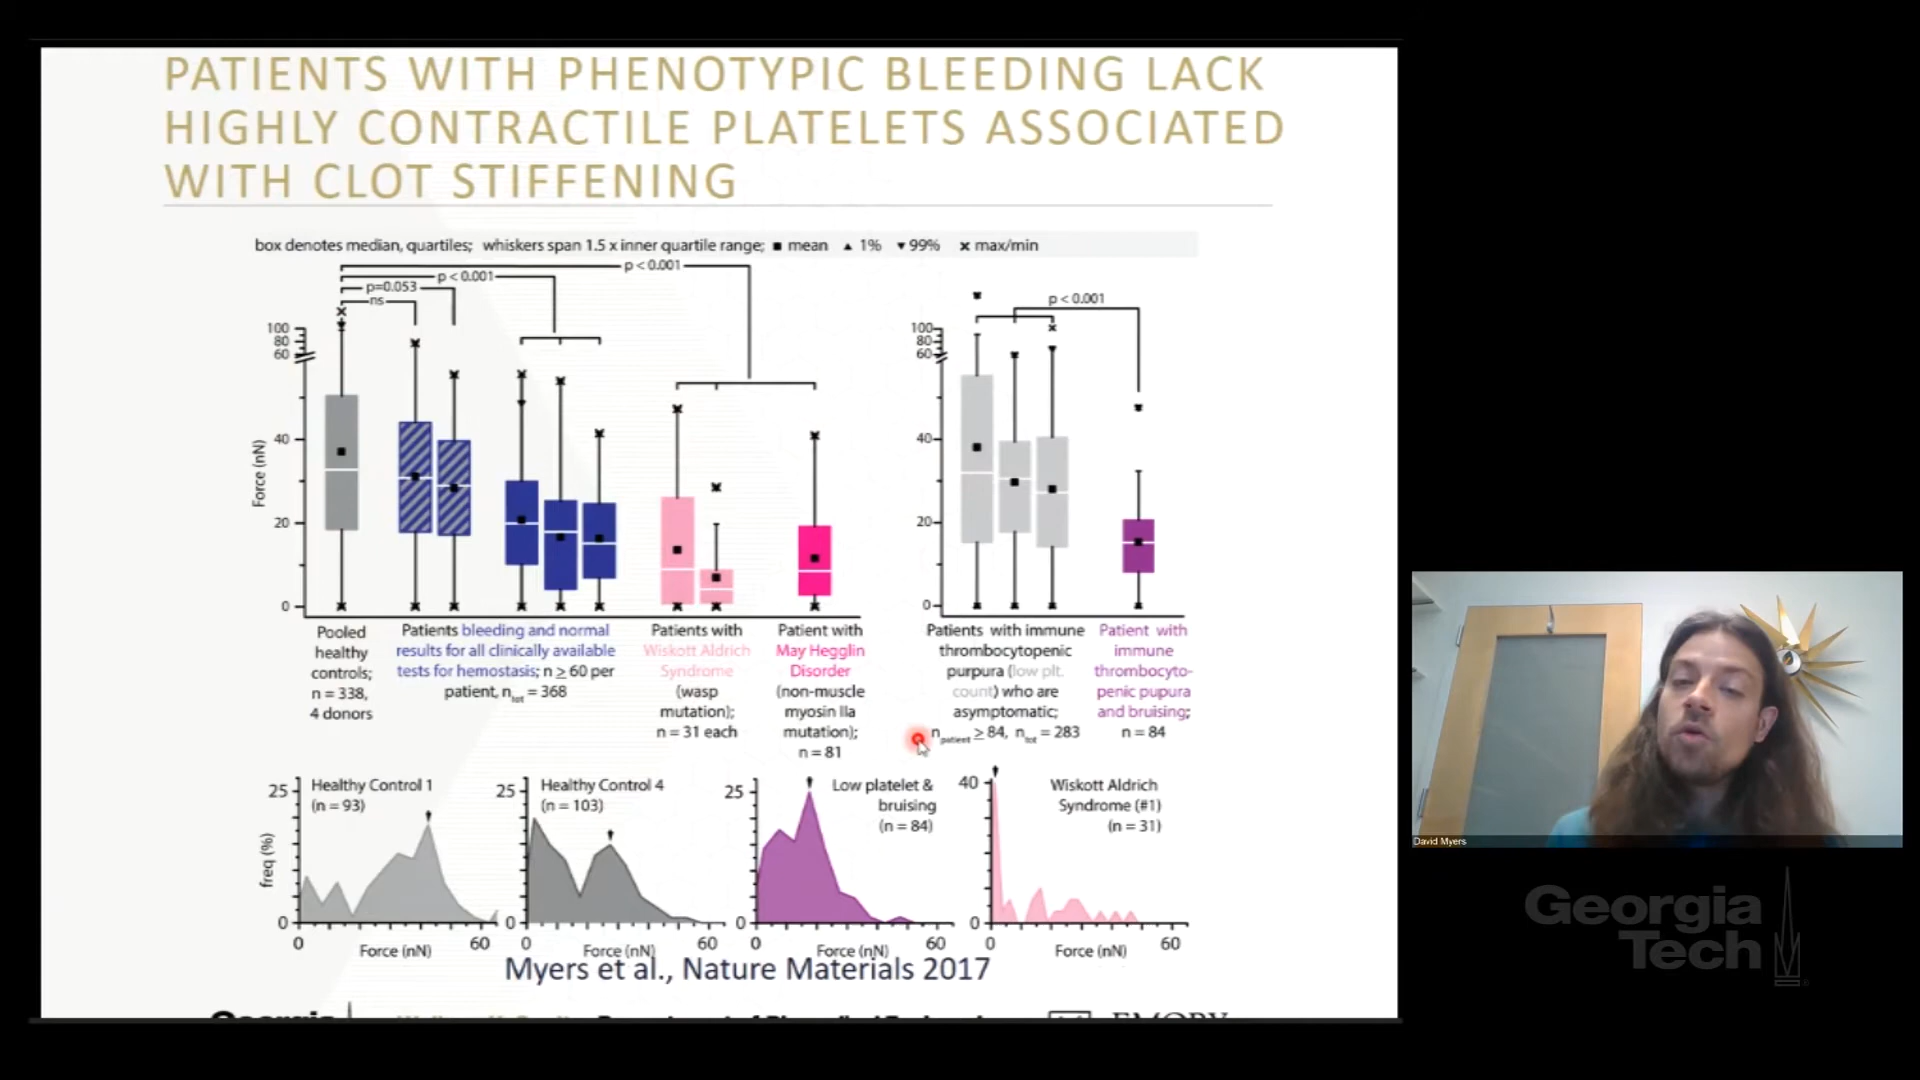 PATIENTS WITH PHENOTYPIC BLEEDING LACK
HIGHLY CONTRACTILE PLATELETS ASSOCIATED
WITH CLOT STIFFENING
box denotes median, quartiles; whiskers span 1.5 x inner quartile range; ■ mean ▲ 1% ▼ 99% × max/min
p < 0.001
p < 0.001
p=0.053
ns
100
80
60
40
20
0
Force (nN)
p < 0.001
100
80
60
40
20
0
Pooled
healthy
controls;
n = 338,
4 donors
Patients bleeding and normal
results for all clinically available
tests for hemostasis; n ≥ 60 per
patient, ntot = 368
Patients with
Wiskott Aldrich
Syndrome
(wasp
mutation);
n = 31 each
Patient with
May Hegglin
Disorder
(non-muscle
myosin IIa
mutation);
n = 81
Patients with immune
thrombocytopenic
purpura (low plt.
count) who are
asymptomatic;
npatient ≥ 84, ntot = 283
Patient with
immune
thrombocyto-
penic pupura
and bruising;
n = 84
Healthy Control 1
(n = 93)
25
0
freq (%)
0
60
Force (nN)
Healthy Control 4
(n = 103)
25
0
0
60
Force (nN)
Low platelet &
bruising
(n = 84)
25
0
0
60
Force (nN)
Wiskott Aldrich
Syndrome (#1)
(n = 31)
40
0
0
60
Force (nN)
Myers et al., Nature Materials 2017
David Myers
Georgia
Tech